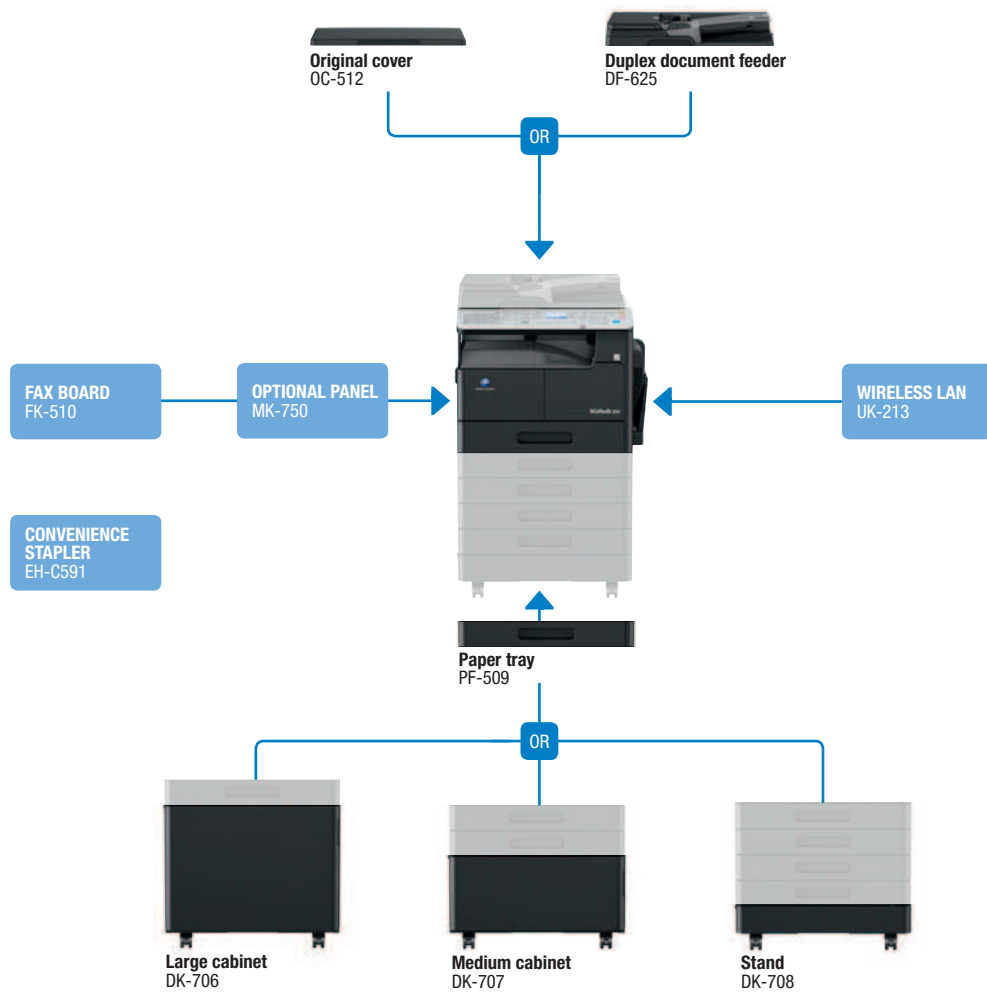 Original cover
OC-512
Duplex document feeder
DF-625
OR
FAX BOARD
FK-510
OPTIONAL PANEL
MK-750
WIRELESS LAN
UK-213
CONVENIENCE
STAPLER
EH-C591
Paper tray
PF-509
OR
Large cabinet
DK-706
Medium cabinet
DK-707
Stand
DK-708